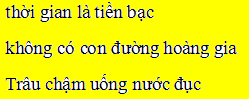 thời gian là tiền bạc
không có con đường hoàng gia
Trâu chậm uống nước đục